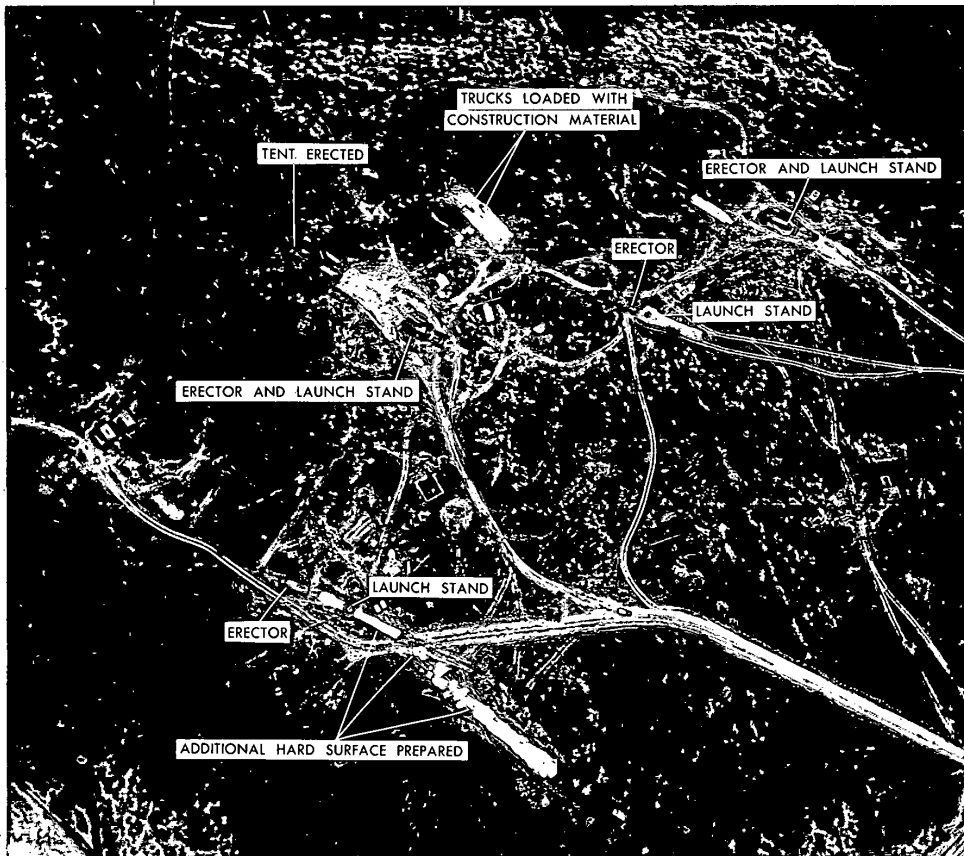 TRUCKS LOADED WITH
CONSTRUCTION MATERIAL
TENT ERECTED
ERECTOR AND LAUNCH STAND
ERECTOR
LAUNCH STAND
ERECTOR AND LAUNCH STAND
LAUNCH STAND
ERECTOR
ADDITIONAL HARD SURFACE PREPARED